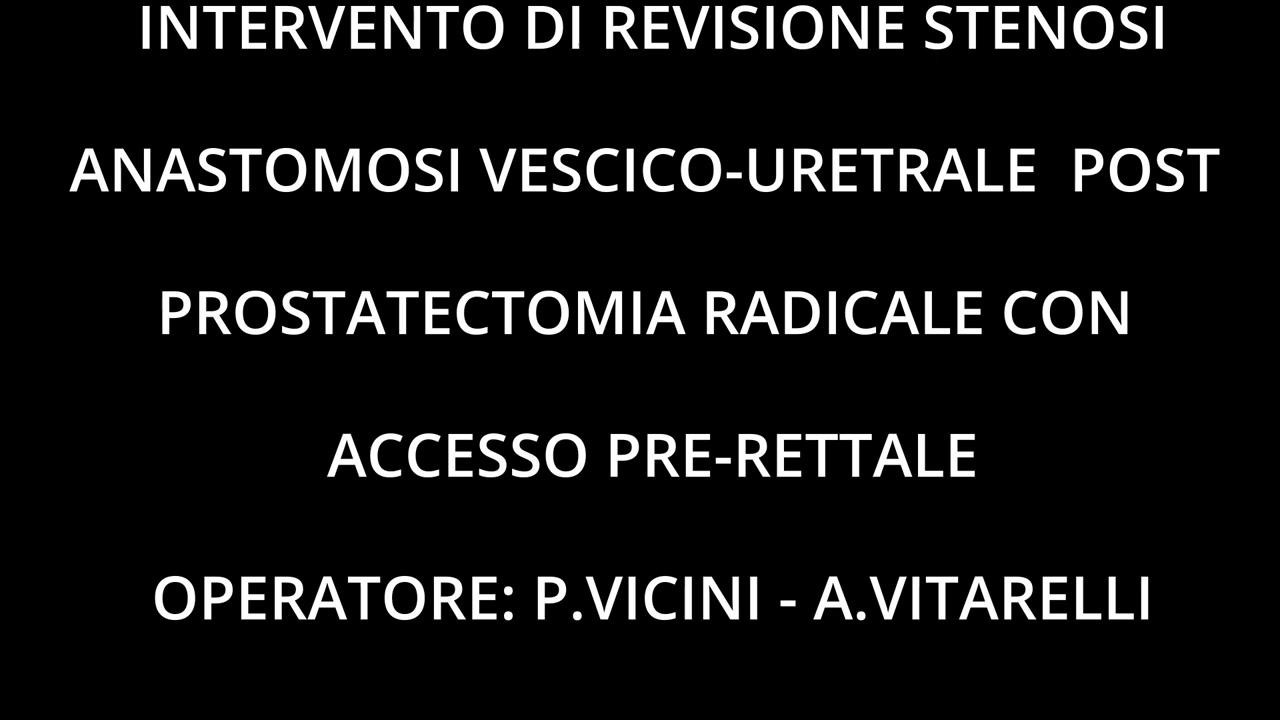 INTERVENTO DI REVISIONE STENOSI
ANASTOMOSI VESCICO-URETRALE  POST
PROSTATECTOMIA RADICALE CON
ACCESSO PRE-RETTALE
OPERATORE: P.VICINI - A.VITARELLI